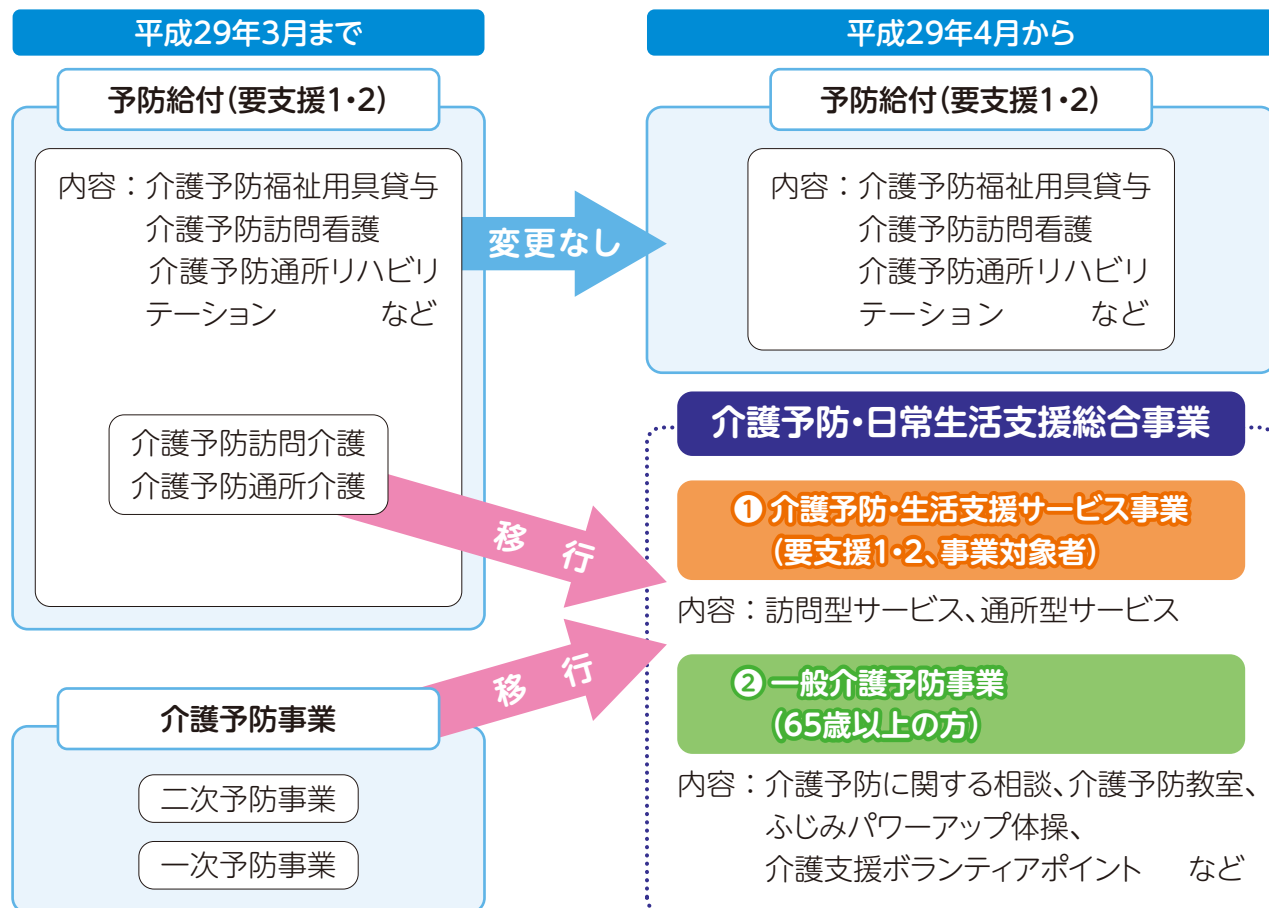 平成29年3月まで
予防給付(要支援1・2)
内容：介護予防福祉用具貸与
介護予防訪問看護
介護予防通所リハビリ
テーション など
介護予防訪問介護
介護予防通所介護
介護予防事業
二次予防事業
一次予防事業
変更なし
移 行
移 行
平成29年4月から
予防給付(要支援1・2)
内容：介護予防福祉用具貸与
介護予防訪問看護
介護予防通所リハビリ
テーション など
介護予防・日常生活支援総合事業
❶介護予防・生活支援サービス事業
(要支援1・2、事業対象者)
内容：訪問型サービス、通所型サービス
❷一般介護予防事業
(65歳以上の方)
内容：介護予防に関する相談、介護予防教室、
ふじみパワーアップ体操、
介護支援ボランティアポイント など